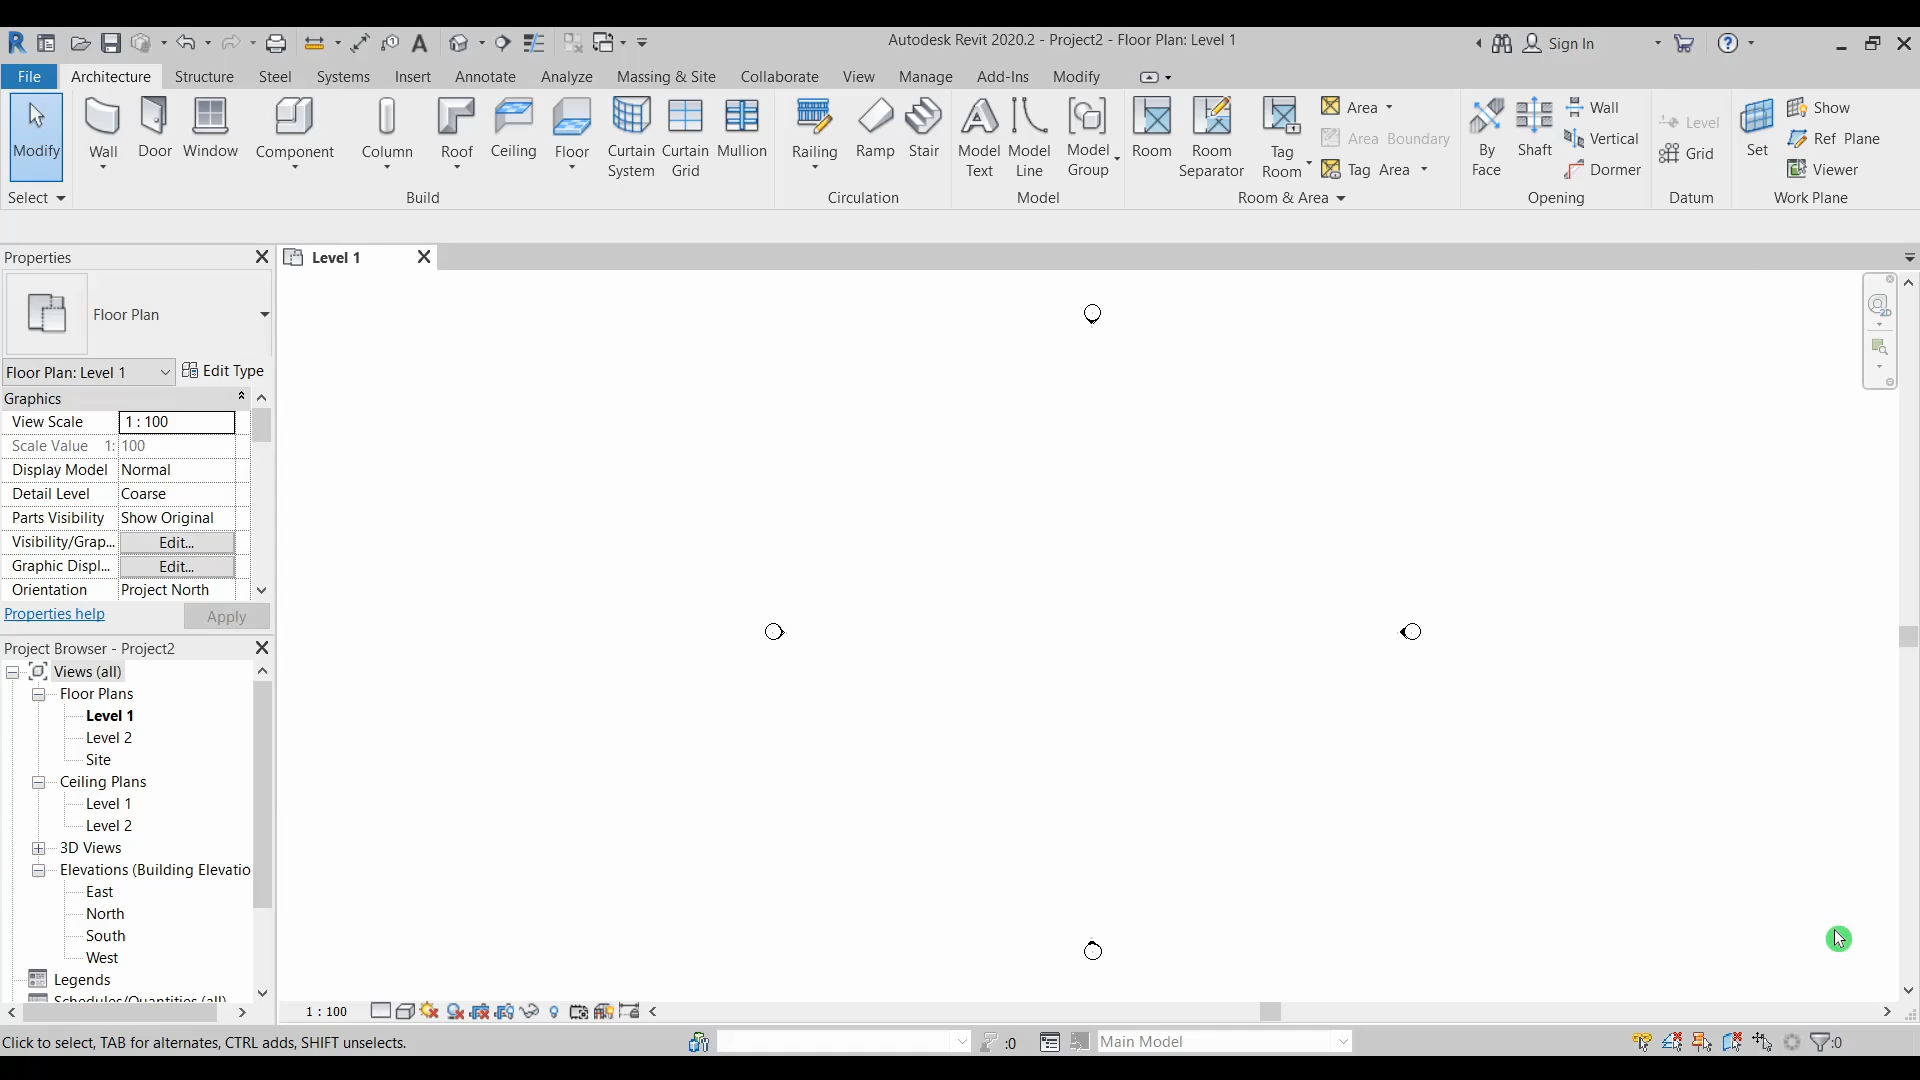 Autodesk Revit 2020.2 - Project2 - Floor Plan: Level 1
Sign In
File Architecture Structure Steel Systems Insert Annotate Analyze Massing & Site Collaborate View Manage Add-Ins Modify
Modify
Wall
Door
Window
Component
Column
Roof
Ceiling
Floor
Curtain System
Curtain Grid
Mullion
Railing
Ramp
Stair
Model Text
Model Line
Model Group
Room
Room Separator
Tag Room
Area
Area Boundary
Tag Area
By Face
Shaft
Wall
Vertical
Dormer
Level
Grid
Set
Show
Ref Plane
Viewer
Select
Build
Circulation
Model
Room & Area
Opening
Datum
Work Plane
Properties
Level 1
Floor Plan
Floor Plan: Level 1
Edit Type
Graphics
View Scale 1 : 100
Scale Value 1: 100
Display Model Normal
Detail Level Coarse
Parts Visibility Show Original
Visibility/Grap... Edit...
Graphic Displ... Edit...
Orientation Project North
Properties help
Apply
Project Browser - Project2
Views (all)
Floor Plans
Level 1
Level 2
Site
Ceiling Plans
Level 1
Level 2
3D Views
Elevations (Building Elevatio
East
North
South
West
Legends
Schedules/Quantities (all)
1 : 100
Click to select, TAB for alternates, CTRL adds, SHIFT unselects.
:0
Main Model
:0
2D